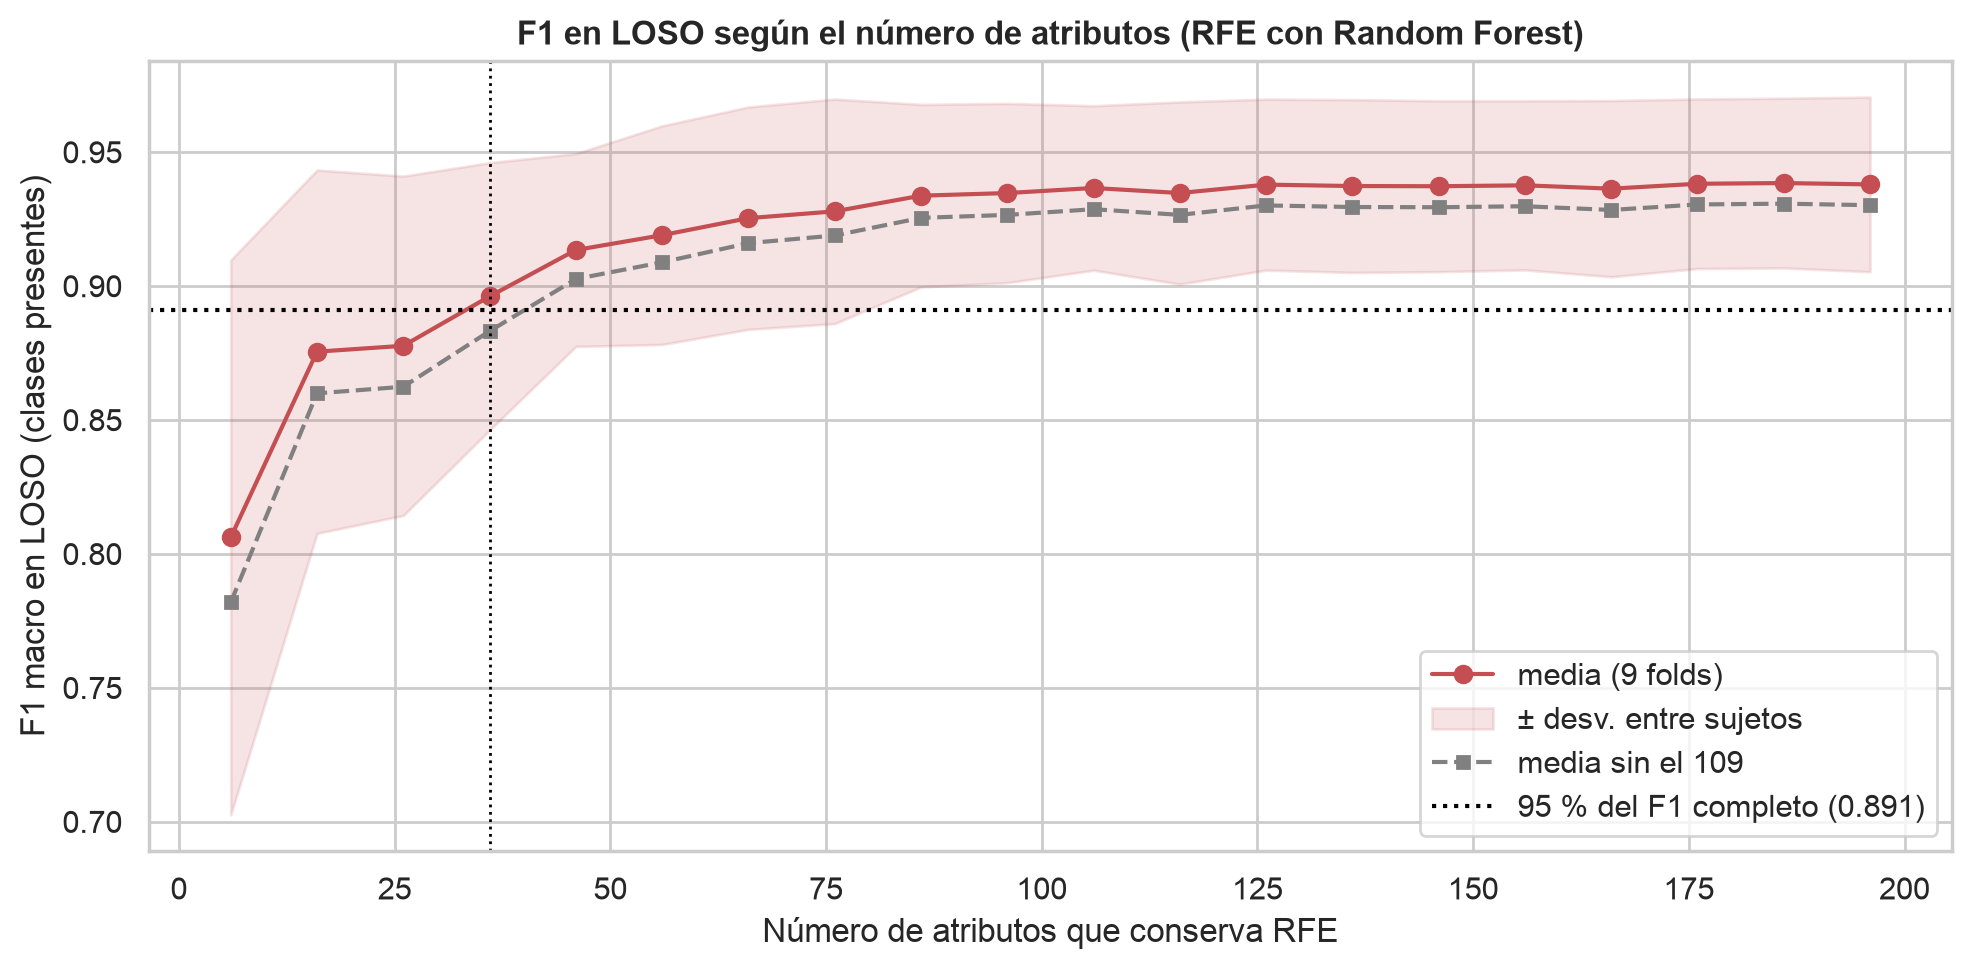 F1 en LOSO según el número de atributos (RFE con Random Forest)
F1 macro en LOSO (clases presentes)
0.95
0.90
0.85
0.80
0.75
0.70
media (9 folds)
± desv. entre sujetos
media sin el 109
95 % del F1 completo (0.891)
0 25 50 75 100 125 150 175 200
Número de atributos que conserva RFE